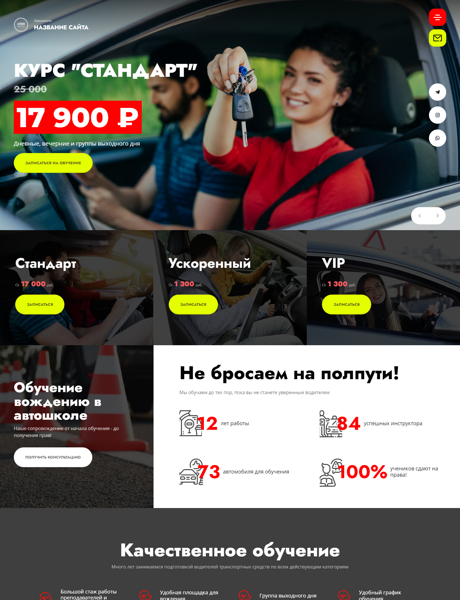 НАЗВАНИЕ САЙТА
КУРС "СТАНДАРТ"
25 000
17 900 ₽
Дневные, вечерние и группы выходного дня
ЗАПИСАТЬСЯ НА ОБУЧЕНИЕ
Стандарт
От 17 000 руб.
ЗАПИСАТЬСЯ
Ускоренный
От 1 300 руб.
ЗАПИСАТЬСЯ
VIP
От 1 300 руб.
ЗАПИСАТЬСЯ
Обучение
вождению в
автошколе
Наше сопровождение от начала обучения - до
получения прав!
ПОЛУЧИТЬ КОНСУЛЬТАЦИЮ
Не бросаем на полпути!
Мы обучаем до тех пор, пока вы не станете уверенным водителем
12 лет работы
84 успешных инструктора
73 автомобиля для обучения
100% учеников сдают на
права!
Качественное обучение
Много лет занимаемся подготовкой водителей транспортных средств по всем действующим категориям
Большой стаж работы
преподавателей и
Удобная площадка для
вождения
Группа выходного дня
Удобный график
обучения